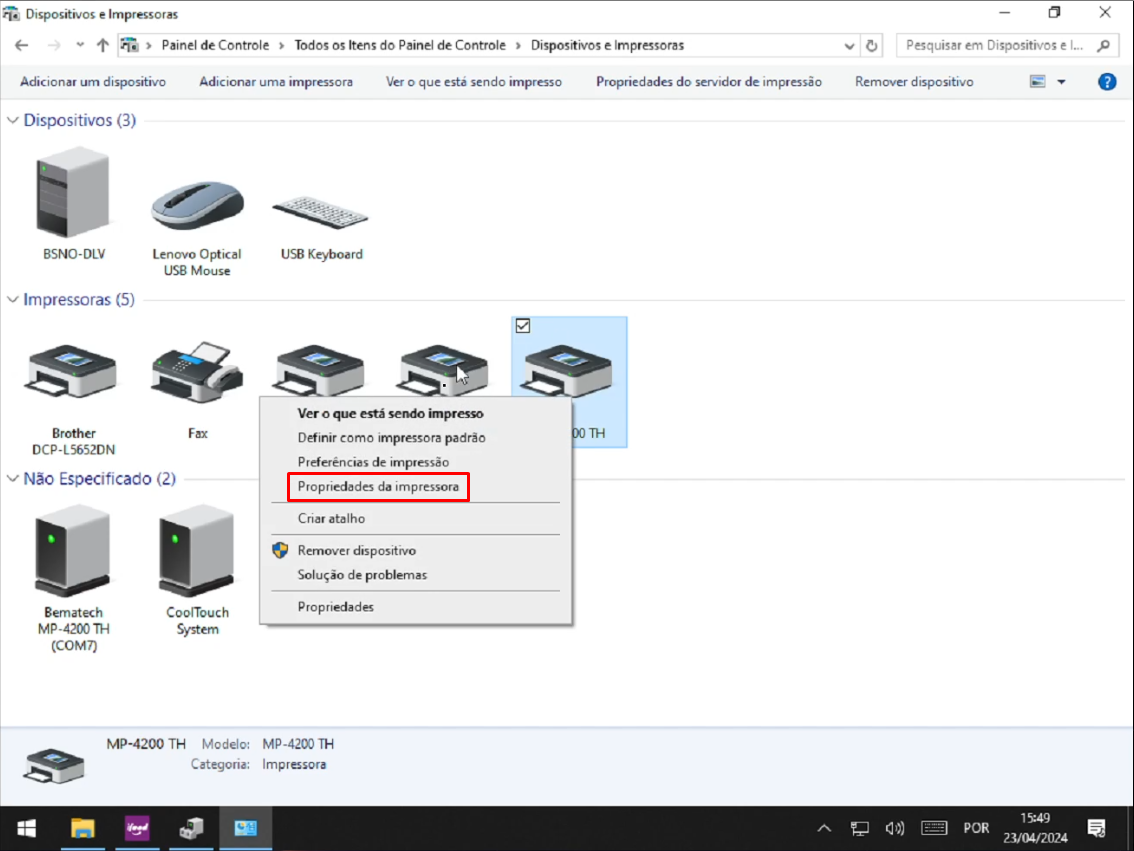 Dispositivos e Impressoras
Painel de Controle > Todos os Itens do Painel de Controle > Dispositivos e Impressoras
Pesquisar em Dispositivos e I...
Adicionar um dispositivo
Adicionar uma impressora
Ver o que está sendo impresso
Propriedades do servidor de impressão
Remover dispositivo
?
Dispositivos (3)
BSNO-DLV
Lenovo Optical
USB Mouse
USB Keyboard
Impressoras (5)
Brother
DCP-L5652DN
Fax
00 TH
Ver o que está sendo impresso
Definir como impressora padrão
Preferências de impressão
Propriedades da impressora
Criar atalho
Remover dispositivo
Solução de problemas
Propriedades
Não Especificado (2)
Bematech
MP-4200 TH
(COM7)
CoolTouch
System
MP-4200 TH
Modelo: MP-4200 TH
Categoria: Impressora
ifood
POR
15:49
23/04/2024